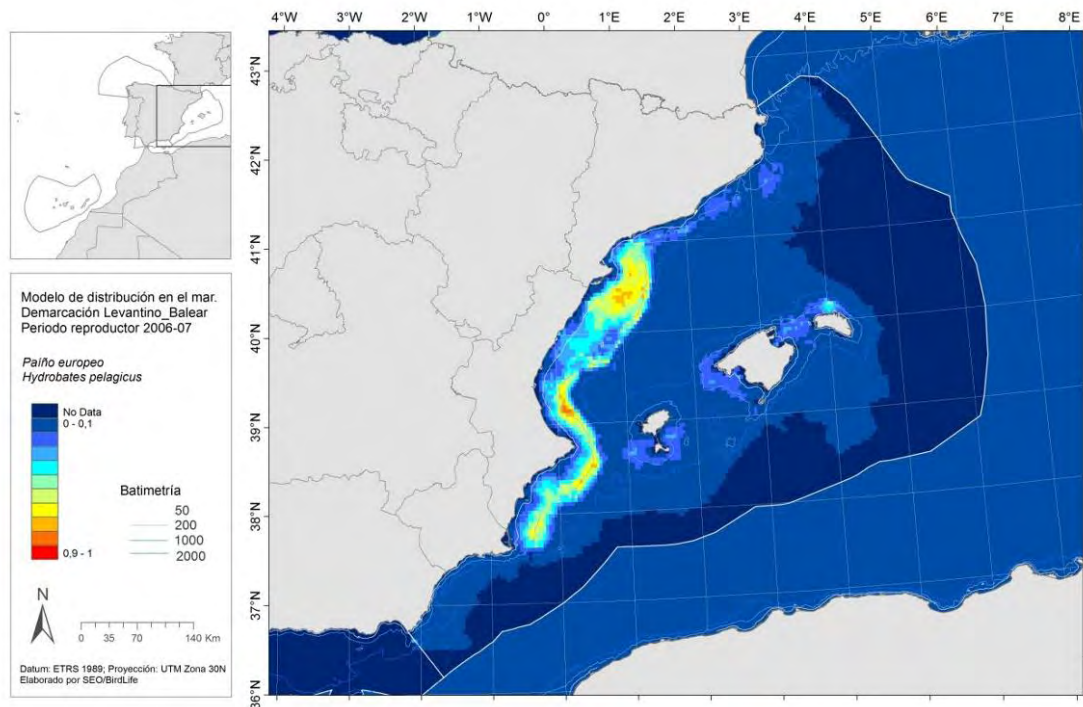 4°W 3°W 2°W 1°W 0° 1°E 2°E 3°E 4°E 5°E 6°E 7°E 8°E
43°N
42°N
41°N
40°N
39°N
38°N
37°N
36°N
Modelo de distribución en el mar.
Demarcación Levantino_Balear
Periodo reproductor 2006-07
Paíño europeo
Hydrobates pelagicus
No Data
0 - 0,1
0,9 - 1
Batimetría
50
200
1000
2000
N
0 35 70 140 Km
Datum: ETRS 1989; Proyección: UTM Zona 30N
Elaborado por SEO/BirdLife